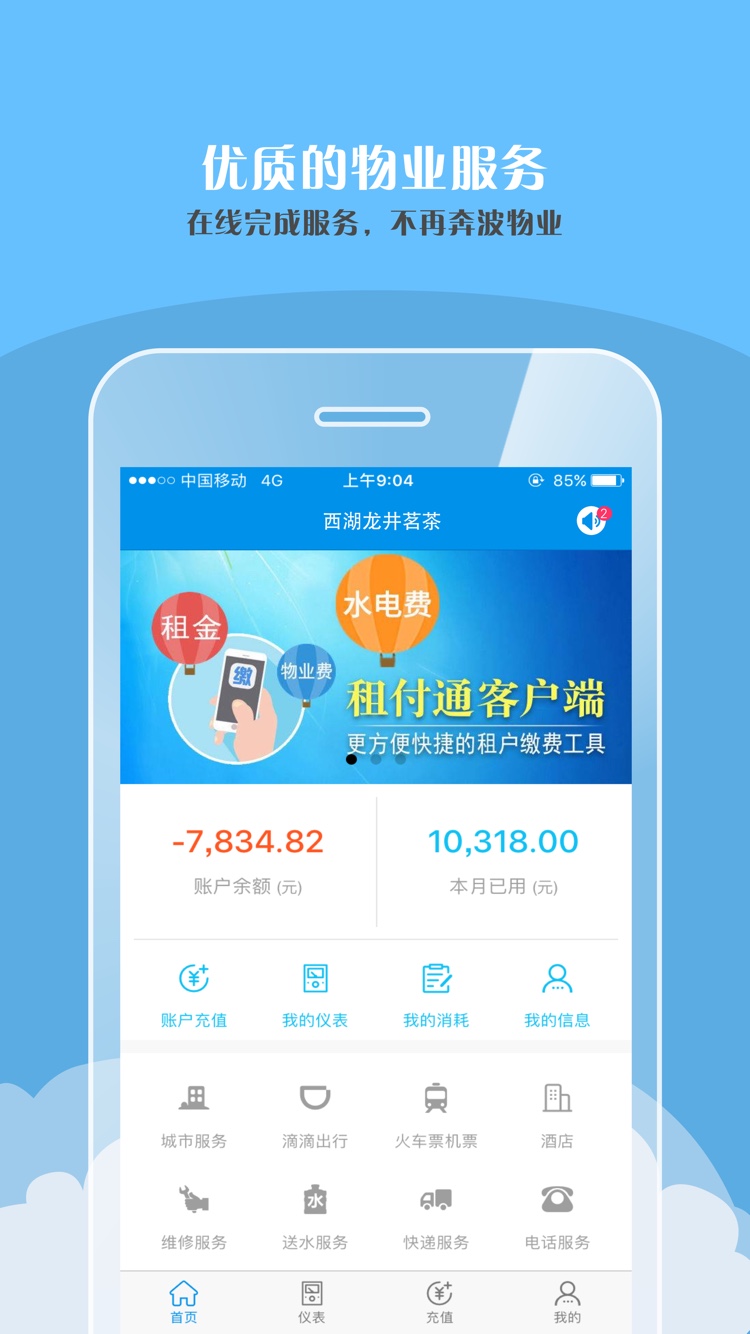 优质的物业服务
在线完成服务，不再奔波物业
中国移动 4G 上午9:04 85%
西湖龙井茗茶 2
水电费
租金
缴
物业费
租付通客户端
更方便快捷的租户缴费工具
-7,834.82 10,318.00
账户余额 (元) 本月已用 (元)
账户充值 我的仪表 我的消耗 我的信息
城市服务 滴滴出行 火车票机票 酒店
水
维修服务 送水服务 快递服务 电话服务
首页 仪表 充值 我的